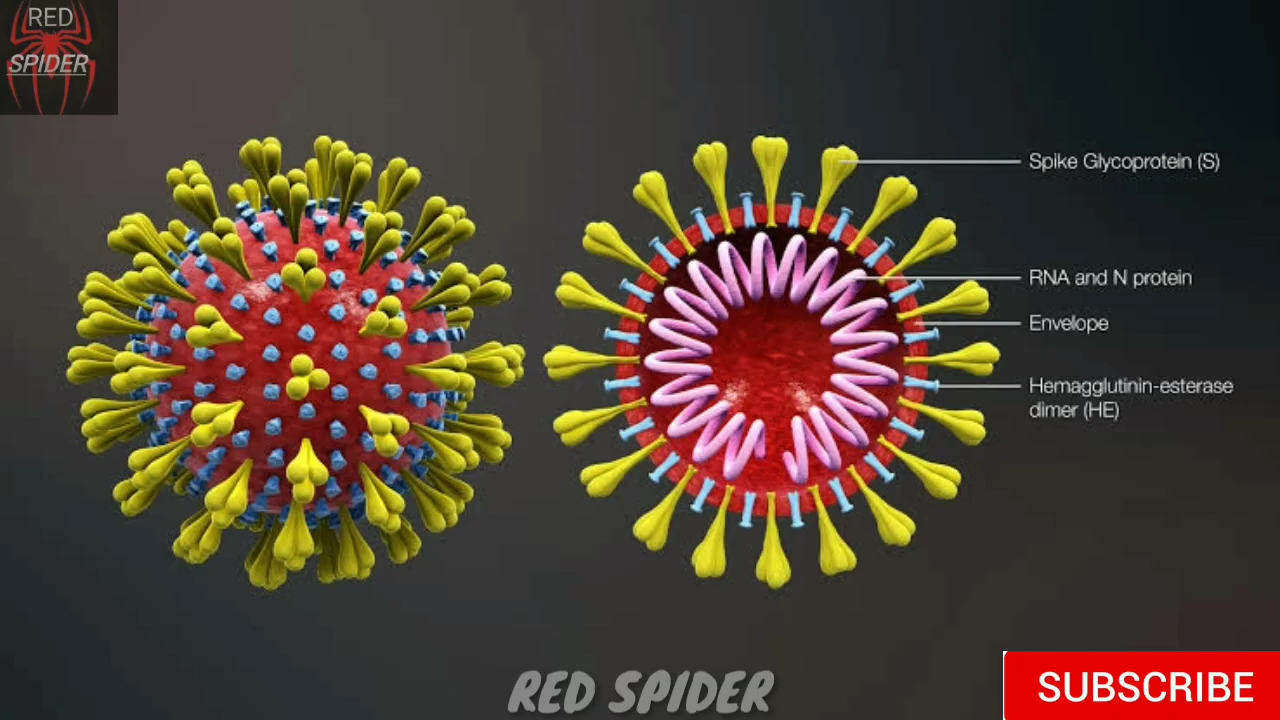 RED
SPIDER
Spike Glycoprotein (S)
RNA and N protein
Envelope
Hemagglutinin-esterase
dimer (HE)
RED SPIDER
SUBSCRIBE